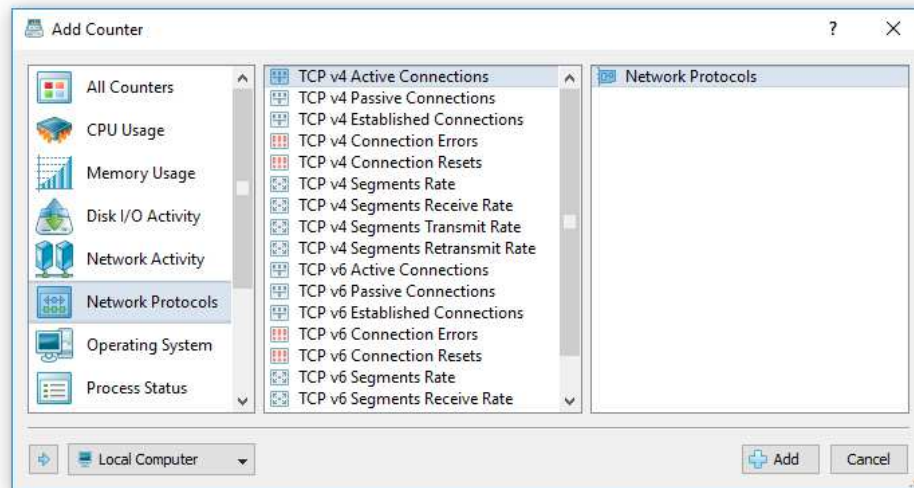 Add Counter
?
All Counters
CPU Usage
Memory Usage
Disk I/O Activity
Network Activity
Network Protocols
Operating System
Process Status
TCP v4 Active Connections
TCP v4 Passive Connections
TCP v4 Established Connections
TCP v4 Connection Errors
TCP v4 Connection Resets
TCP v4 Segments Rate
TCP v4 Segments Receive Rate
TCP v4 Segments Transmit Rate
TCP v4 Segments Retransmit Rate
TCP v6 Active Connections
TCP v6 Passive Connections
TCP v6 Established Connections
TCP v6 Connection Errors
TCP v6 Connection Resets
TCP v6 Segments Rate
TCP v6 Segments Receive Rate
Network Protocols
Local Computer
Add
Cancel